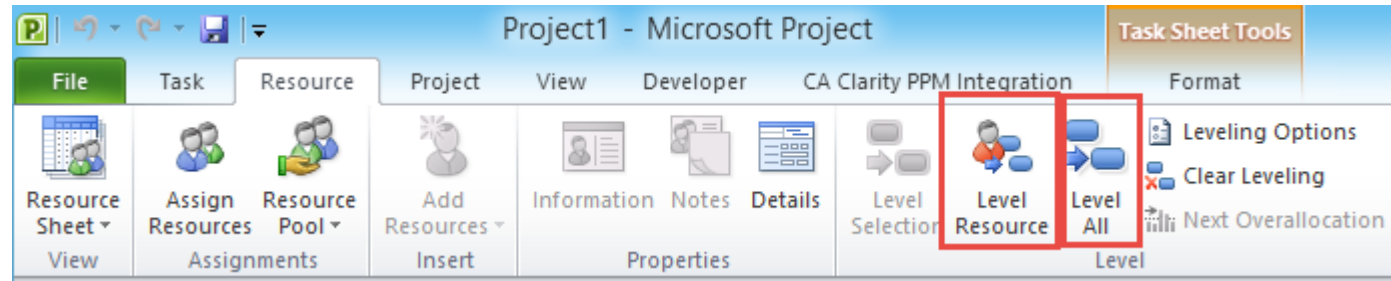 P
Project1 - Microsoft Project
Task Sheet Tools
File Task Resource Project View Developer CA Clarity PPM Integration Format
Resource Sheet
Assign Resources
Resource Pool
Add Resources
Information
Notes
Details
Level Selection
Level Resource
Level All
Leveling Options
Clear Leveling
Next Overallocation
View Assignments Insert Properties Level